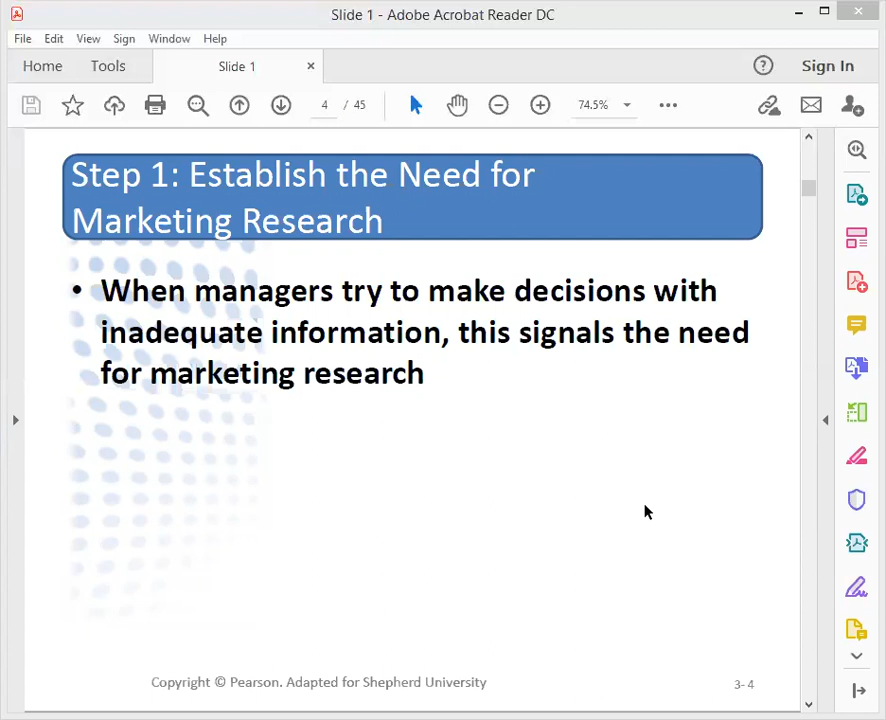 Slide 1 - Adobe Acrobat Reader DC
File Edit View Sign Window Help
Home Tools Slide 1 × Sign In
4 / 45 74.5%
Step 1: Establish the Need for
Marketing Research
• When managers try to make decisions with
inadequate information, this signals the need
for marketing research
Copyright © Pearson. Adapted for Shepherd University
3- 4